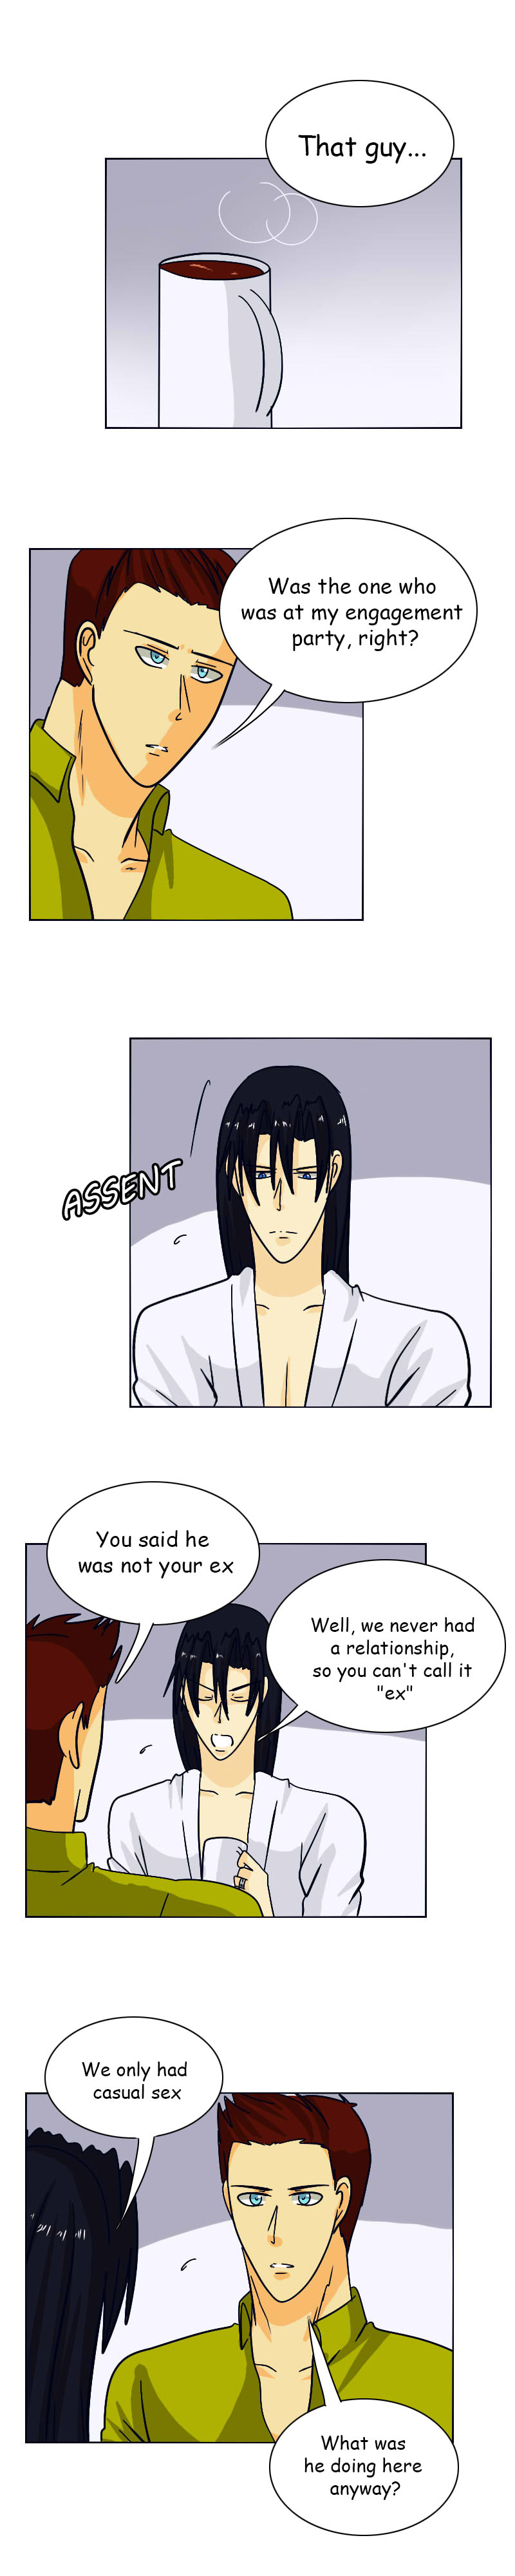 That guy...
Was the one who
was at my engagement
party, right?
ASSENT
You said he
was not your ex
Well, we never had
a relationship,
so you can't call it
"ex"
We only had
casual sex
What was
he doing here
anyway?